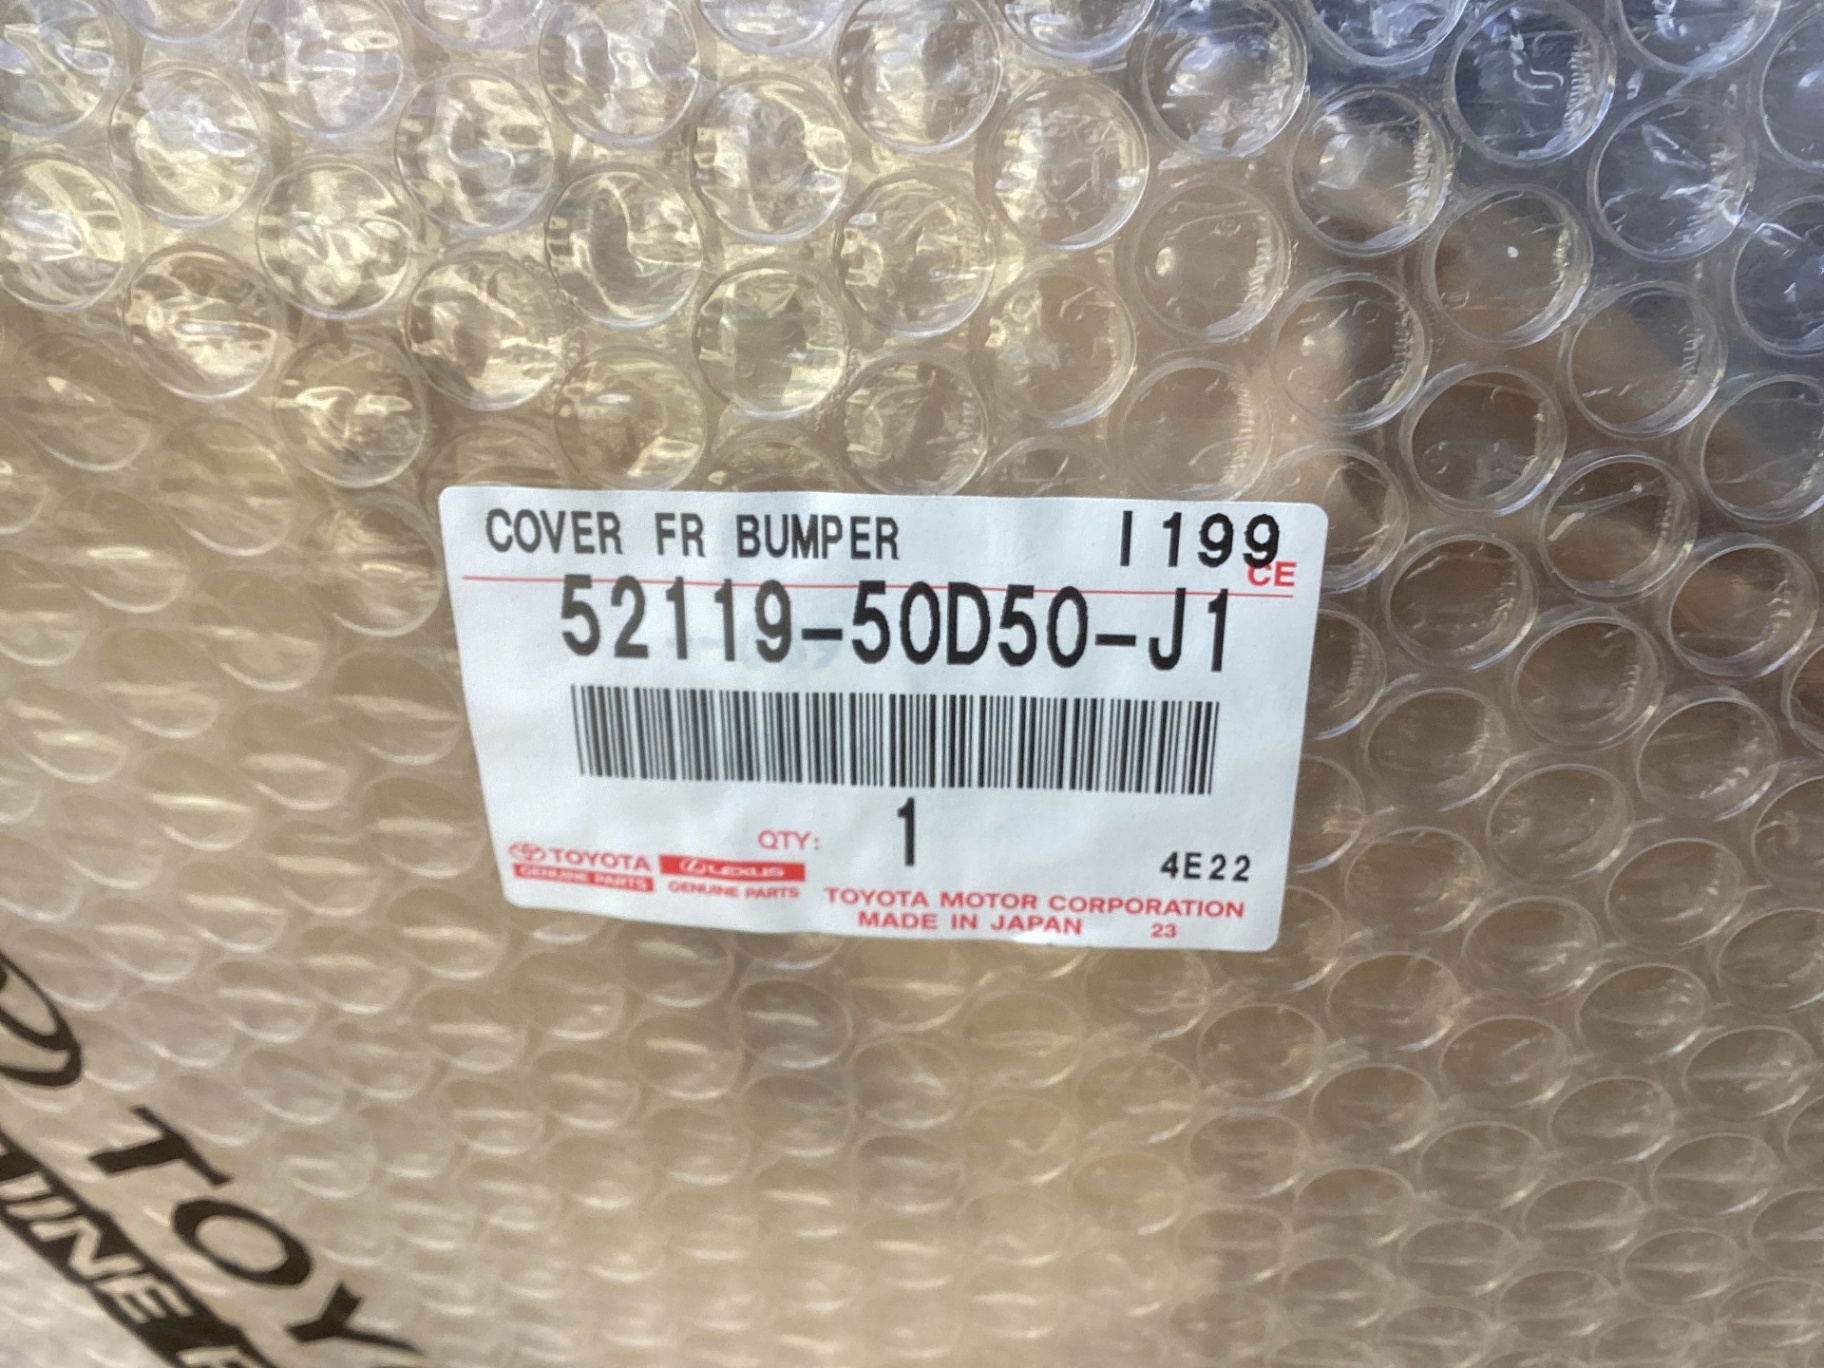 COVER FR BUMPER I199
CE
52119-50D50-J1
QTY: 1
TOYOTA
GENUINE PARTS
LEXUS
GENUINE PARTS
4E22
TOYOTA MOTOR CORPORATION
MADE IN JAPAN 23